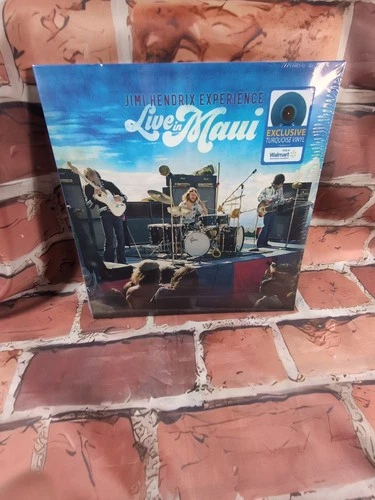 JIMI HENDRIX EXPERIENCE
Live in Maui
EXCLUSIVE
TURQUOISE VINYL
Walmart